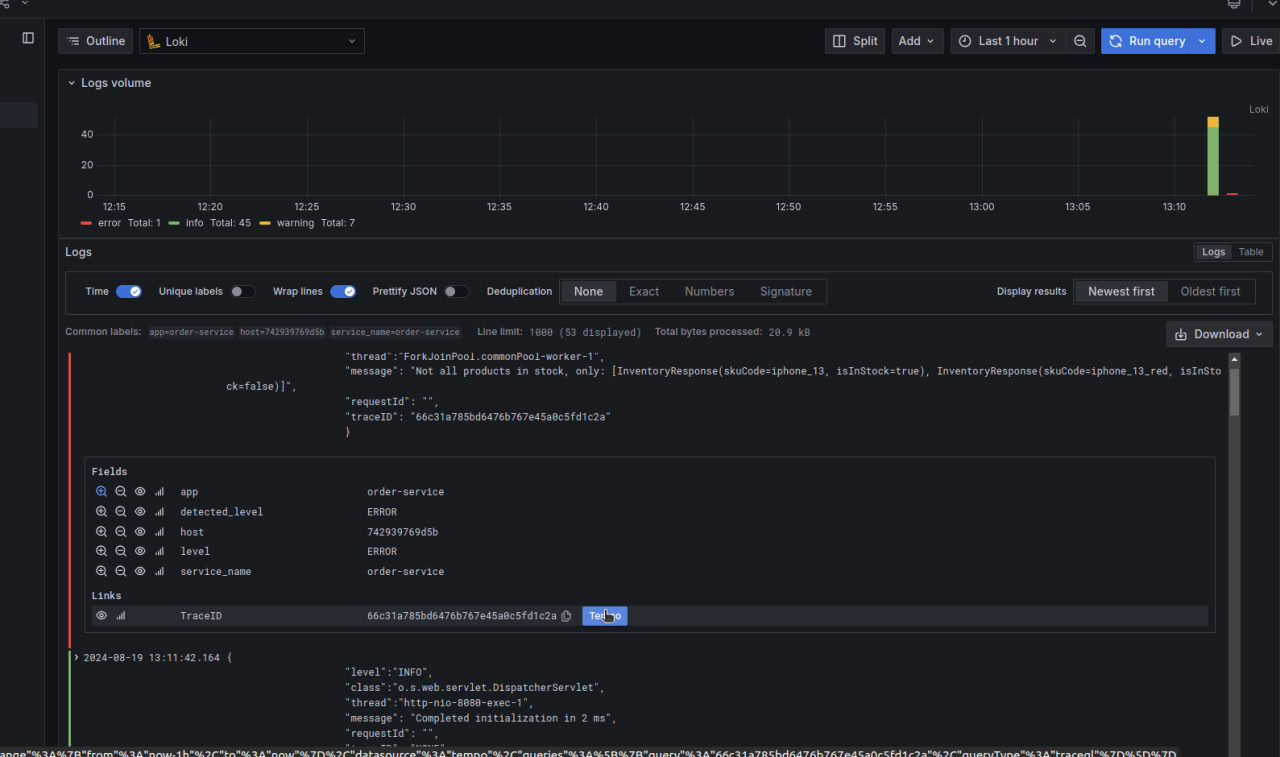 Outline Loki Split Add Last 1 hour Run query Live
Logs volume
Loki
40
20
0
12:15 12:20 12:25 12:30 12:35 12:40 12:45 12:50 12:55 13:00 13:05 13:10
error Total: 1 info Total: 45 warning Total: 7
Logs Logs Table
Time Unique labels Wrap lines Prettify JSON Deduplication None Exact Numbers Signature Display results Newest first Oldest first
Common labels: app=order-service host=742939769d5b service_name=order-service Line limit: 1000 (53 displayed) Total bytes processed: 20.9 kB Download
"thread":"ForkJoinPool.commonPool-worker-1",
"message": "Not all products in stock, only: [InventoryResponse(skuCode=iphone_13, isInStock=true), InventoryResponse(skuCode=iphone_13_red, isInSto
ck=false)]",
"requestId": "",
"traceID": "66c31a785bd6476b767e45a0c5fd1c2a"
}
Fields
app order-service
detected_level ERROR
host 742939769d5b
level ERROR
service_name order-service
Links
TraceID 66c31a785bd6476b767e45a0c5fd1c2a Tempo
2024-08-19 13:11:42.164 {
"level":"INFO",
"class":"o.s.web.servlet.DispatcherServlet",
"thread":"http-nio-8080-exec-1",
"message": "Completed initialization in 2 ms",
"requestId": "",
ange"%3A%7B"from"%3A"now-1h"%2C"to"%3A"now"%7D%2C"datasource"%3A"tempo"%2C"queries"%3A%5B%7B"query"%3A"66c31a785bd6476b767e45a0c5fd1c2a"%2C"queryType"%3A"traceql"%7D%5D%7D